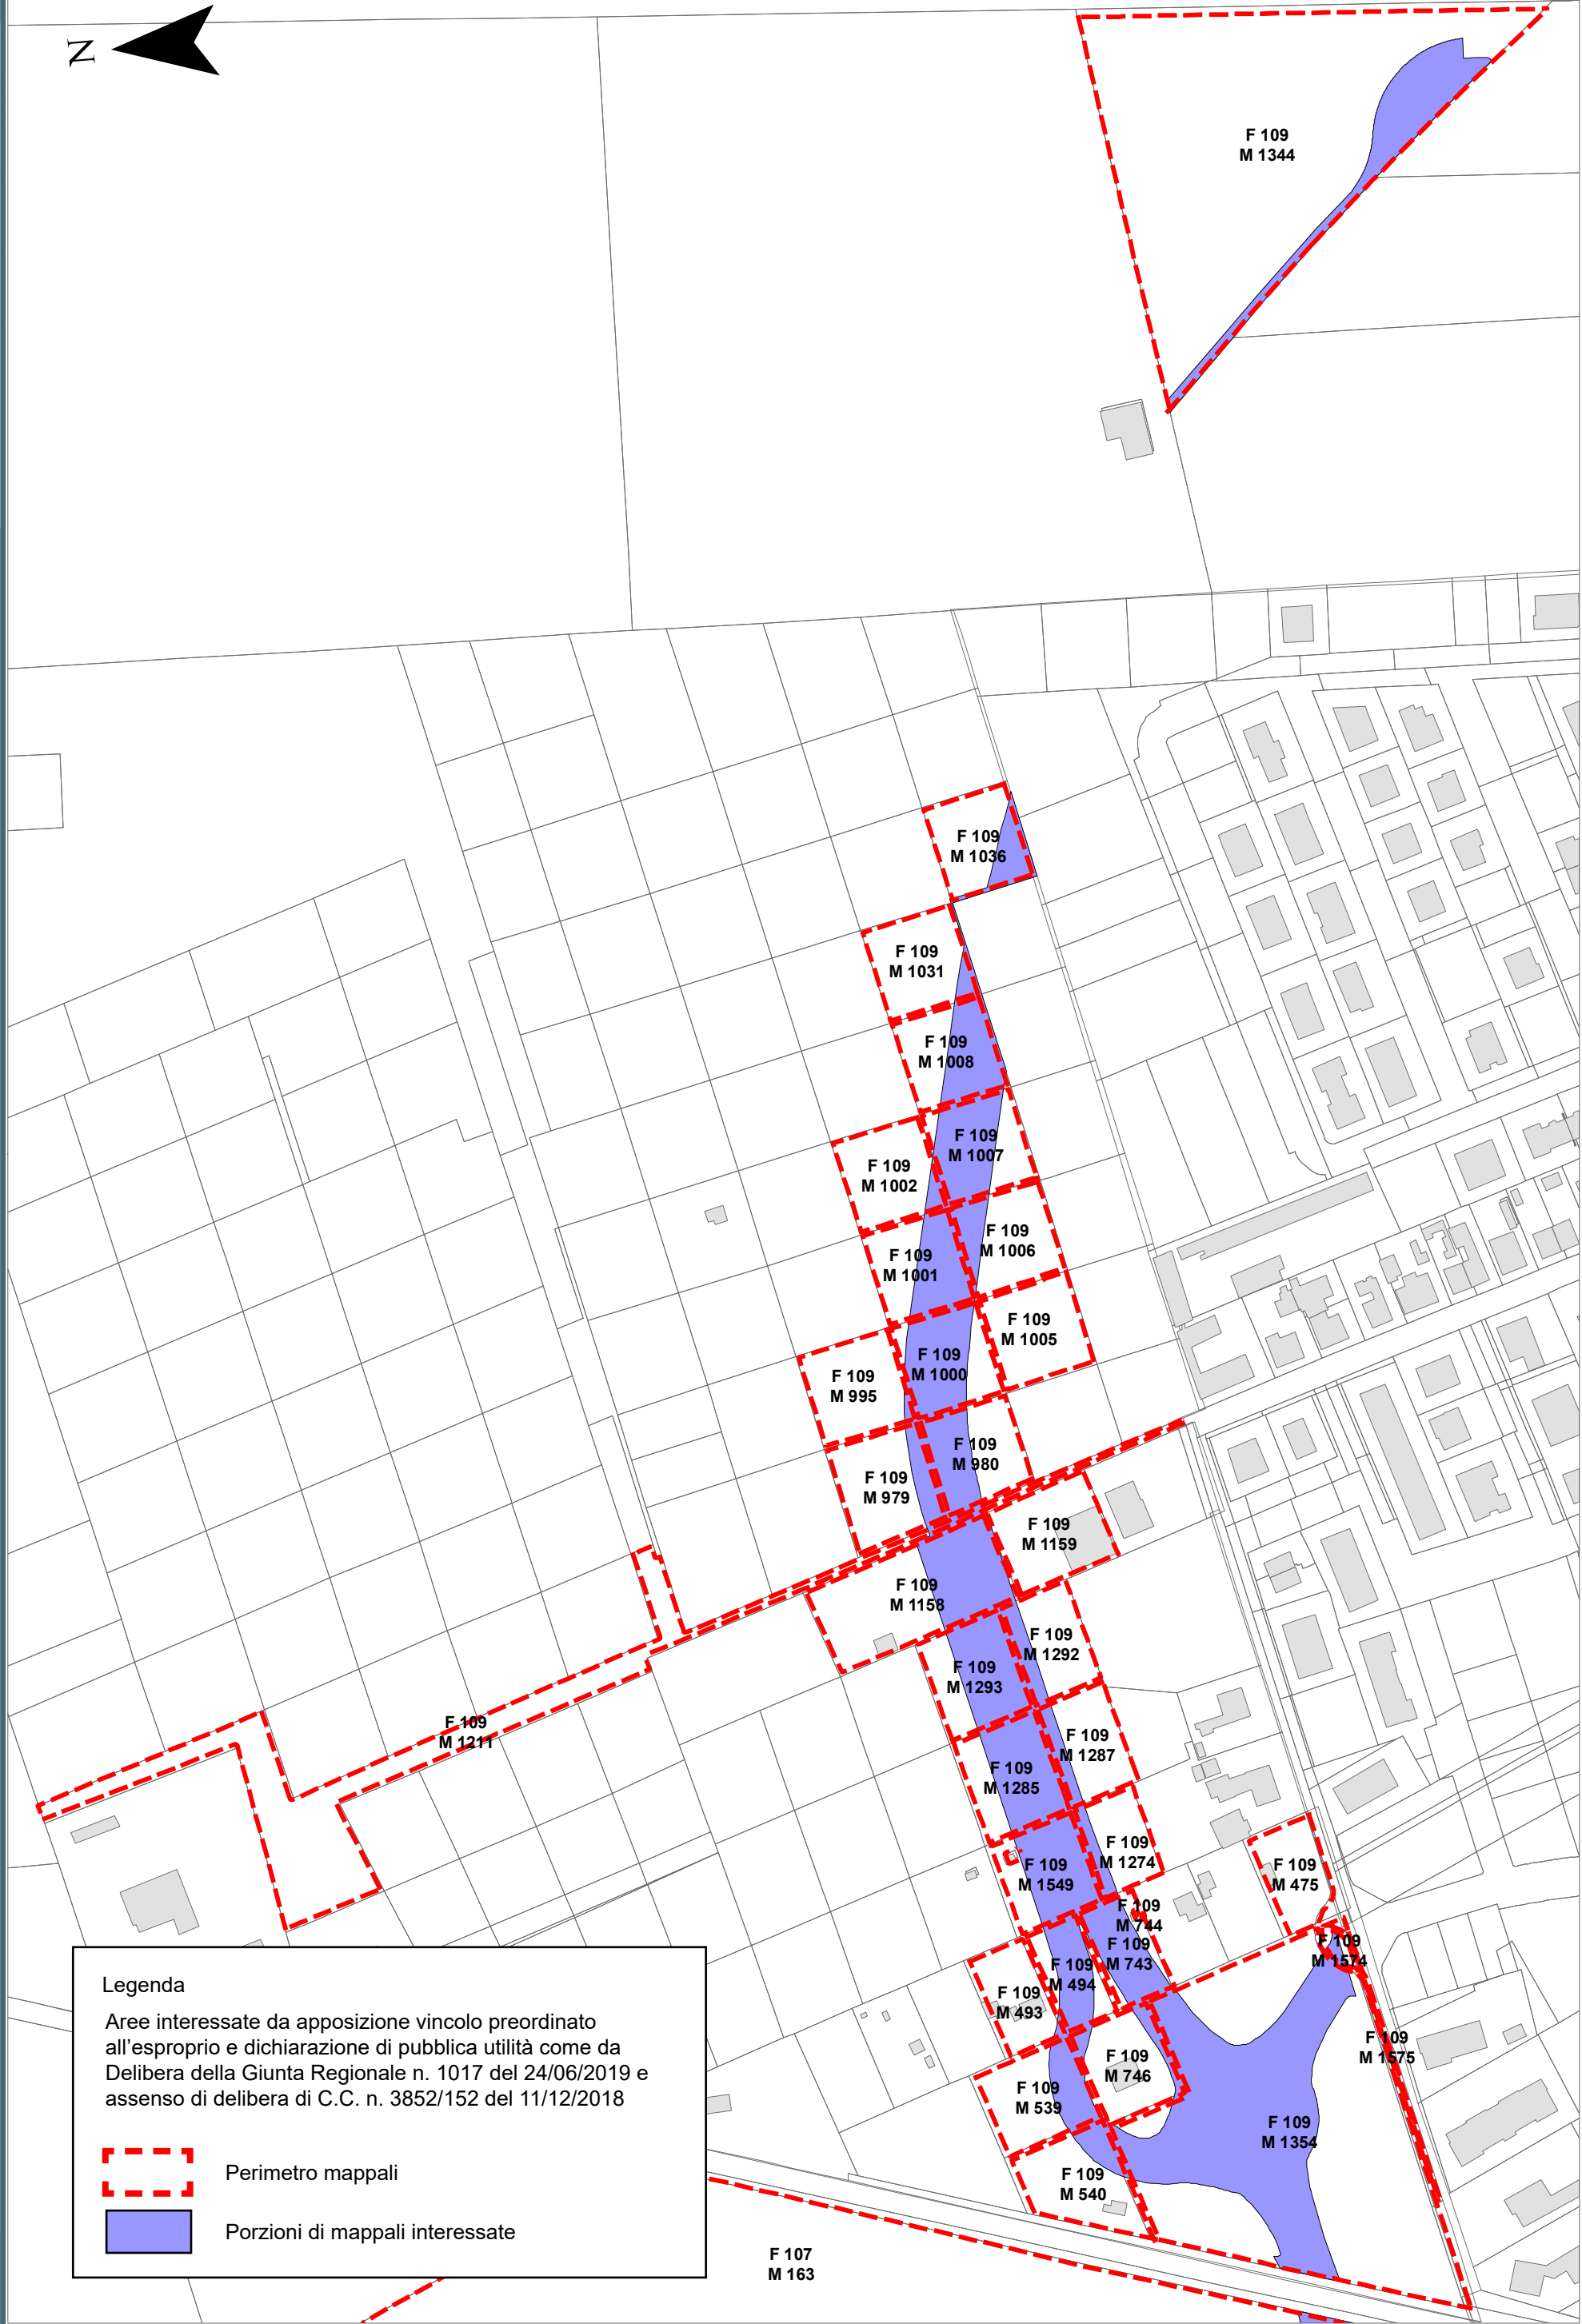 N
F 109
M 1344
F 109
M 1036
F 109
M 1031
F 109
M 1008
F 109
M 1007
F 109
M 1002
F 109
M 1006
F 109
M 1001
F 109
M 1005
F 109
M 1000
F 109
M 995
F 109
M 980
F 109
M 979
F 109
M 1159
F 109
M 1158
F 109
M 1292
F 109
M 1293
F 109
M 1211
F 109
M 1287
F 109
M 1285
F 109
M 1274
F 109
M 1549
F 109
M 475
F 109
M 744
F 109
M 743
F 109
M 1574
F 109
M 494
F 109
M 493
F 109
M 1575
F 109
M 746
F 109
M 539
F 109
M 1354
F 109
M 540
F 107
M 163
Legenda
Aree interessate da apposizione vincolo preordinato
all'esproprio e dichiarazione di pubblica utilità come da
Delibera della Giunta Regionale n. 1017 del 24/06/2019 e
assenso di delibera di C.C. n. 3852/152 del 11/12/2018
Perimetro mappali
Porzioni di mappali interessate